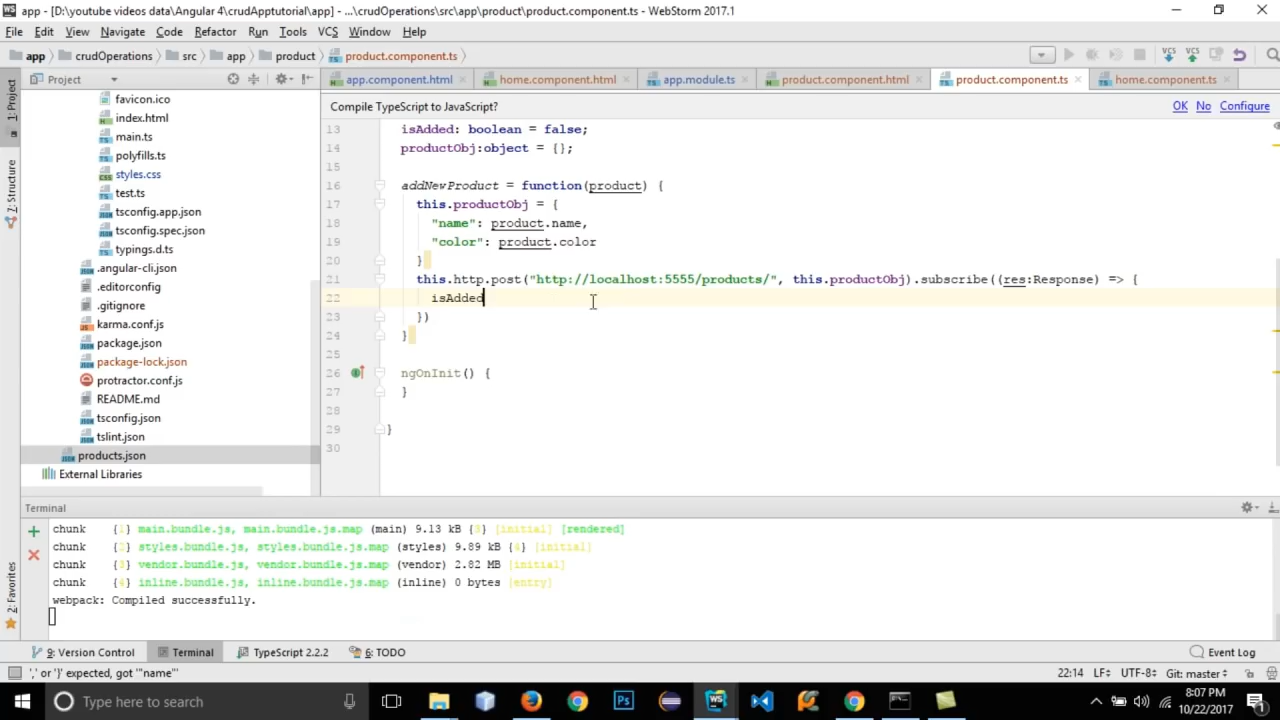 app - [D:\youtube videos data\Angular 4\crudApptutorial\app] - ...\crudOperations\src\app\product\product.component.ts - WebStorm 2017.1
File Edit View Navigate Code Refactor Run Tools VCS Window Help
app crudOperations src app product product.component.ts
Project app.component.html home.component.html app.module.ts product.component.html product.component.ts home.component.ts
1: Project
2: Structure
2: Favorites
favicon.ico
index.html
main.ts
polyfills.ts
styles.css
test.ts
tsconfig.app.json
tsconfig.spec.json
typings.d.ts
.angular-cli.json
.editorconfig
.gitignore
karma.conf.js
package.json
package-lock.json
protractor.conf.js
README.md
tsconfig.json
tslint.json
products.json
External Libraries
Compile TypeScript to JavaScript? OK No Configure
13 isAdded: boolean = false;
14 productObj:object = {};
15
16 addNewProduct = function(product) {
17 this.productObj = {
18 "name": product.name,
19 "color": product.color
20 }
21 this.http.post("http://localhost:5555/products/", this.productObj).subscribe((res:Response) => {
22 isAdded
23 })
24 }
25
26 ngOnInit() {
27 }
28
29 }
30
Terminal
chunk {1} main.bundle.js, main.bundle.js.map (main) 9.13 kB {3} [initial] [rendered]
chunk {2} styles.bundle.js, styles.bundle.js.map (styles) 9.89 kB {4} [initial]
chunk {3} vendor.bundle.js, vendor.bundle.js.map (vendor) 2.82 MB [initial]
chunk {4} inline.bundle.js, inline.bundle.js.map (inline) 0 bytes [entry]
webpack: Compiled successfully.
9: Version Control Terminal TypeScript 2.2.2 6: TODO Event Log
',' or '}' expected, got '"name"' 22:14 LF÷ UTF-8÷ Git: master÷
Type here to search
8:07 PM
10/22/2017